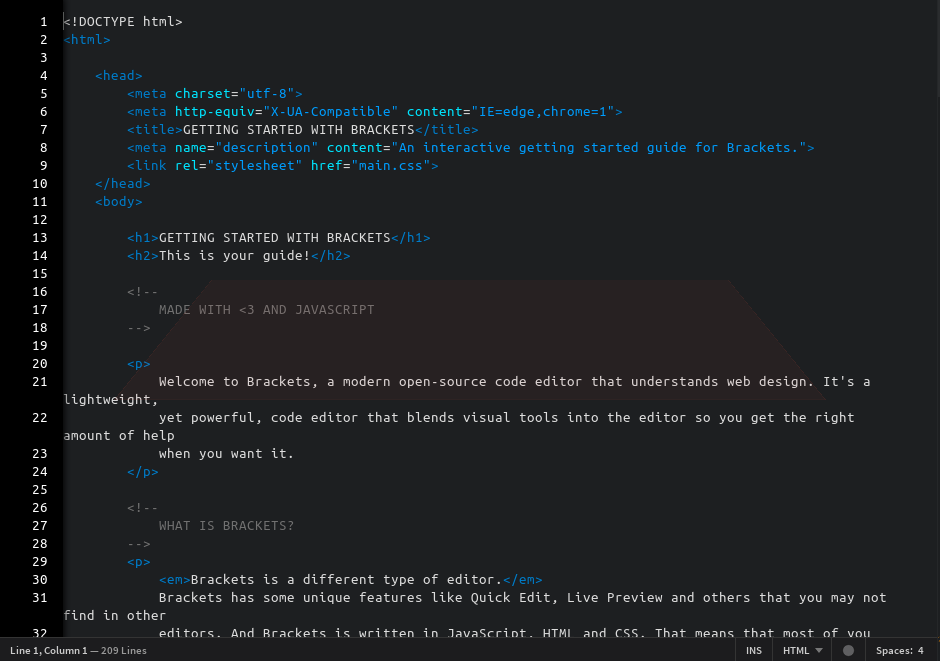 1 <!DOCTYPE html>
2 <html>
3
4 <head>
5 <meta charset="utf-8">
6 <meta http-equiv="X-UA-Compatible" content="IE=edge,chrome=1">
7 <title>GETTING STARTED WITH BRACKETS</title>
8 <meta name="description" content="An interactive getting started guide for Brackets.">
9 <link rel="stylesheet" href="main.css">
10 </head>
11 <body>
12
13 <h1>GETTING STARTED WITH BRACKETS</h1>
14 <h2>This is your guide!</h2>
15
16 <!--
17 MADE WITH <3 AND JAVASCRIPT
18 -->
19
20 <p>
21 Welcome to Brackets, a modern open-source code editor that understands web design. It's a
lightweight,
22 yet powerful, code editor that blends visual tools into the editor so you get the right
amount of help
23 when you want it.
24 </p>
25
26 <!--
27 WHAT IS BRACKETS?
28 -->
29 <p>
30 <em>Brackets is a different type of editor.</em>
31 Brackets has some unique features like Quick Edit, Live Preview and others that you may not
find in other
32 editors. And Brackets is written in JavaScript, HTML and CSS. That means that most of you
Line 1, Column 1 — 209 Lines INS HTML Spaces: 4